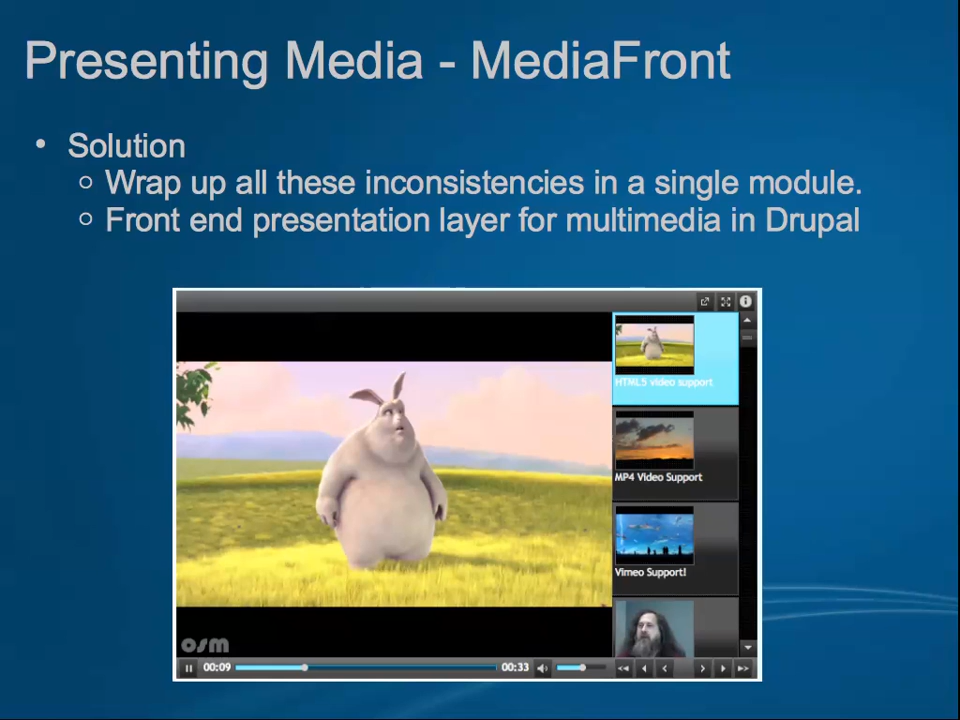 Presenting Media - MediaFront
• Solution
○ Wrap up all these inconsistencies in a single module.
○ Front end presentation layer for multimedia in Drupal
HTML5 video support
MP4 Video Support
Vimeo Support!
osm
00:09
00:33